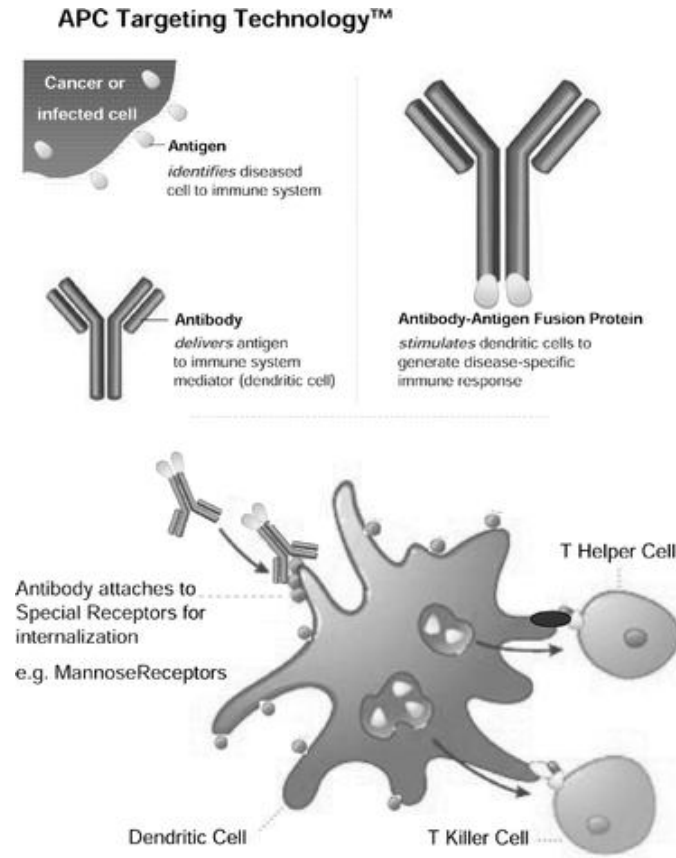 APC Targeting Technology™
Cancer or
infected cell
Antigen
identifies diseased
cell to immune system
Antibody
delivers antigen
to immune system
mediator (dendritic cell)
Antibody-Antigen Fusion Protein
stimulates dendritic cells to
generate disease-specific
immune response
Antibody attaches to
Special Receptors for
internalization
e.g. MannoseReceptors
T Helper Cell
Dendritic Cell
T Killer Cell